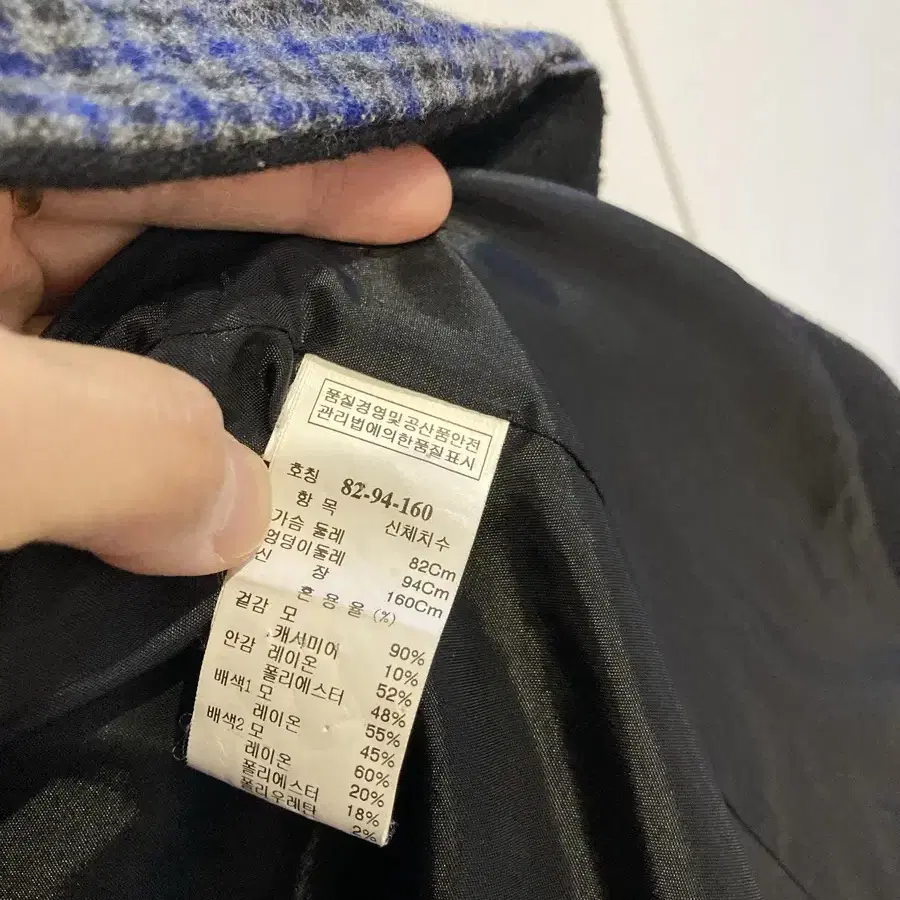 품질경영및공산품안전
관리법에의한품질표시
호칭 82-94-160
항 목 신체치수
가슴 둘레 82Cm
엉덩이둘레 94Cm
신 장 160Cm
혼 용 율 (%)
겉감 모 90%
캐시미어 10%
안감 레이온 52%
폴리에스터 48%
배색1 모 55%
레이온 45%
배색2 모 60%
레이온 20%
폴리에스터 18%
폴리우레탄 2%